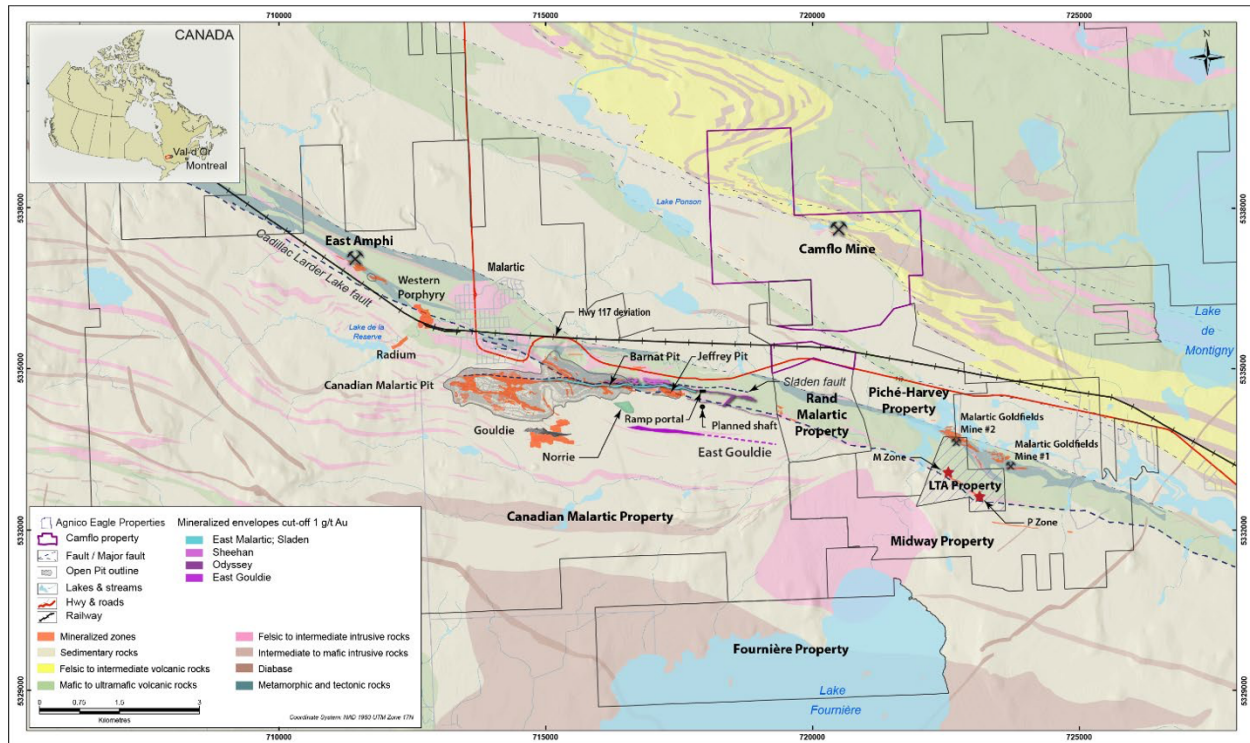 710000
715000
720000
725000
CANADA
Val-d'Or
Montreal
N
5338000
5338000
Lake Ponson
East Amphi
Camflo Mine
Cadillac Larder Lake fault
Malartic
Western
Porphyry
Lake
de
Montigny
Hwy 117 deviation
Lake de la
Reserve
Radium
5335000
5335000
Barnat Pit
Jeffrey Pit
Canadian Malartic Pit
Sladen fault
Piché-Harvey
Property
Rand
Malartic
Property
Ramp portal
Planned shaft
Malartic Goldfields
Mine #2
Gouldie
Norrie
East Gouldie
Malartic Goldfields
Mine #1
M Zone
LTA Property
P Zone
Canadian Malartic Property
Midway Property
5332000
5332000
Fournière Property
Lake
Fournière
5329000
5329000
Agnico Eagle Properties
Camflo property
Fault / Major fault
Open Pit outline
Lakes & streams
Hwy & roads
Railway
Mineralized envelopes cut-off 1 g/t Au
East Malartic; Sladen
Sheehan
Odyssey
East Gouldie
Mineralized zones
Sedimentary rocks
Felsic to intermediate volcanic rocks
Mafic to ultramafic volcanic rocks
Felsic to intermediate intrusive rocks
Intermediate to mafic intrusive rocks
Diabase
Metamorphic and tectonic rocks
0 0.75 1.5 3
Kilometres
Coordinate System: NAD 1983 UTM Zone 17N
710000
715000
720000
725000